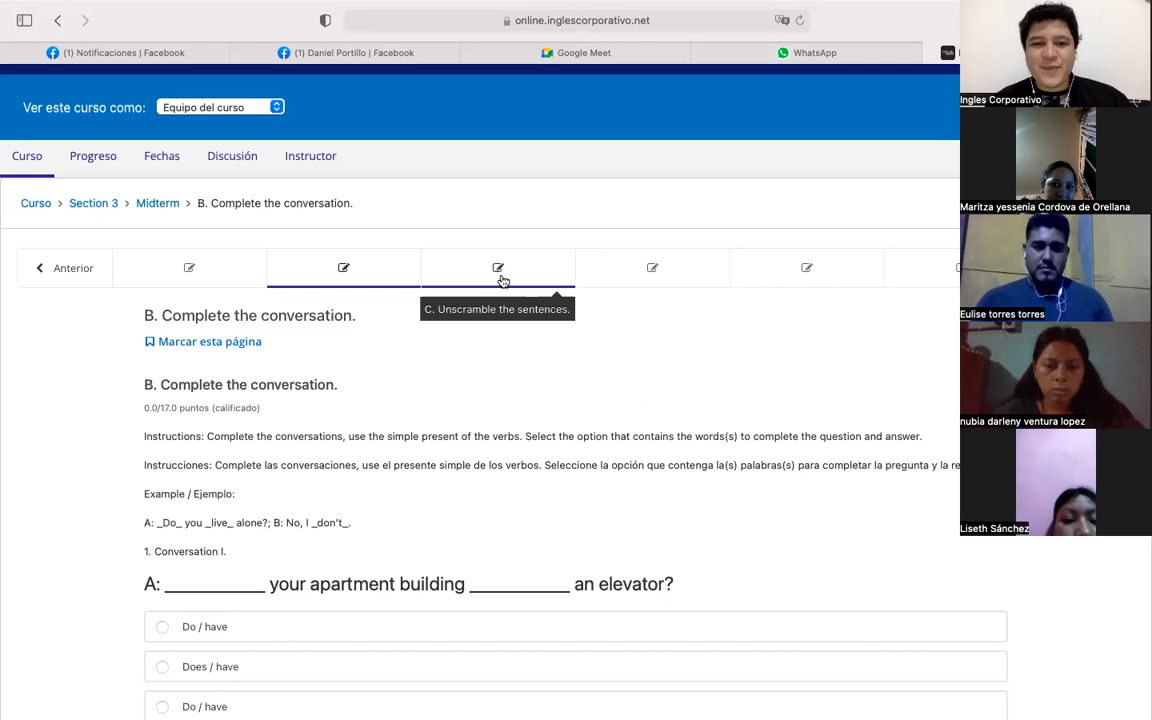 online.inglescorporativo.net
(1) Notificaciones | Facebook
(1) Daniel Portillo | Facebook
Google Meet
WhatsApp
Ver este curso como:
Equipo del curso
Curso
Progreso
Fechas
Discusión
Instructor
Curso > Section 3 > Midterm > B. Complete the conversation.
Anterior
C. Unscramble the sentences.
B. Complete the conversation.
Marcar esta página
B. Complete the conversation.
0.0/17.0 puntos (calificado)
Instructions: Complete the conversations, use the simple present of the verbs. Select the option that contains the words(s) to complete the question and answer.
Instrucciones: Complete las conversaciones, use el presente simple de los verbos. Seleccione la opción que contenga la(s) palabras(s) para completar la pregunta y la re
Example / Ejemplo:
A: _Do_ you _live_ alone?; B: No, I _don't_.
1. Conversation I.
A: __________ your apartment building __________ an elevator?
Do / have
Does / have
Do / have
Ingles Corporativo
Maritza yessenia Cordova de Orellana
Eulise torres torres
nubia darleny ventura lopez
Liseth Sánchez